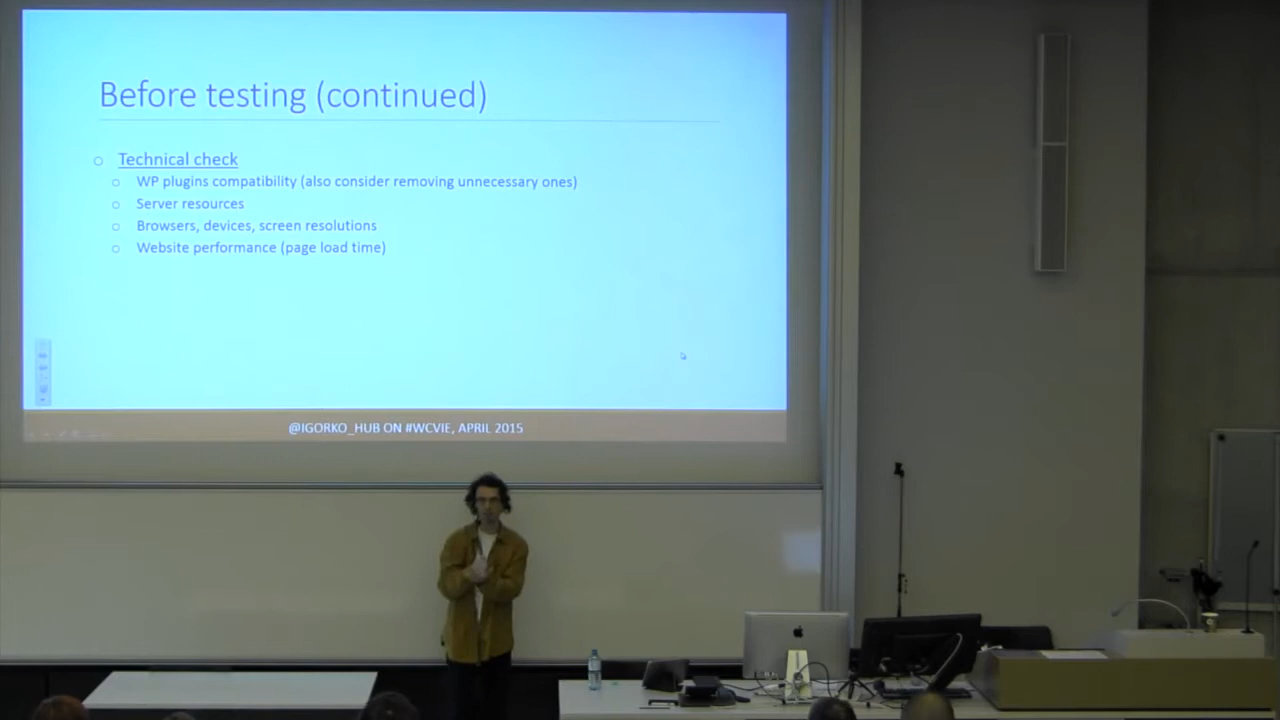 Before testing (continued)
Technical check
WP plugins compatibility (also consider removing unnecessary ones)
Server resources
Browsers, devices, screen resolutions
Website performance (page load time)
@IGORKO_HUB ON #WCVIE, APRIL 2015